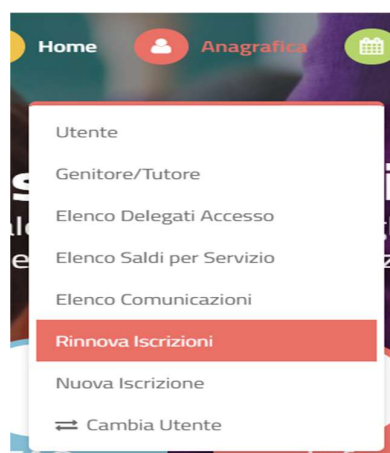 Home Anagrafica
Utente
Genitore/Tutore
Elenco Delegati Accesso
Elenco Saldi per Servizio
Elenco Comunicazioni
Rinnova Iscrizioni
Nuova Iscrizione
Cambia Utente